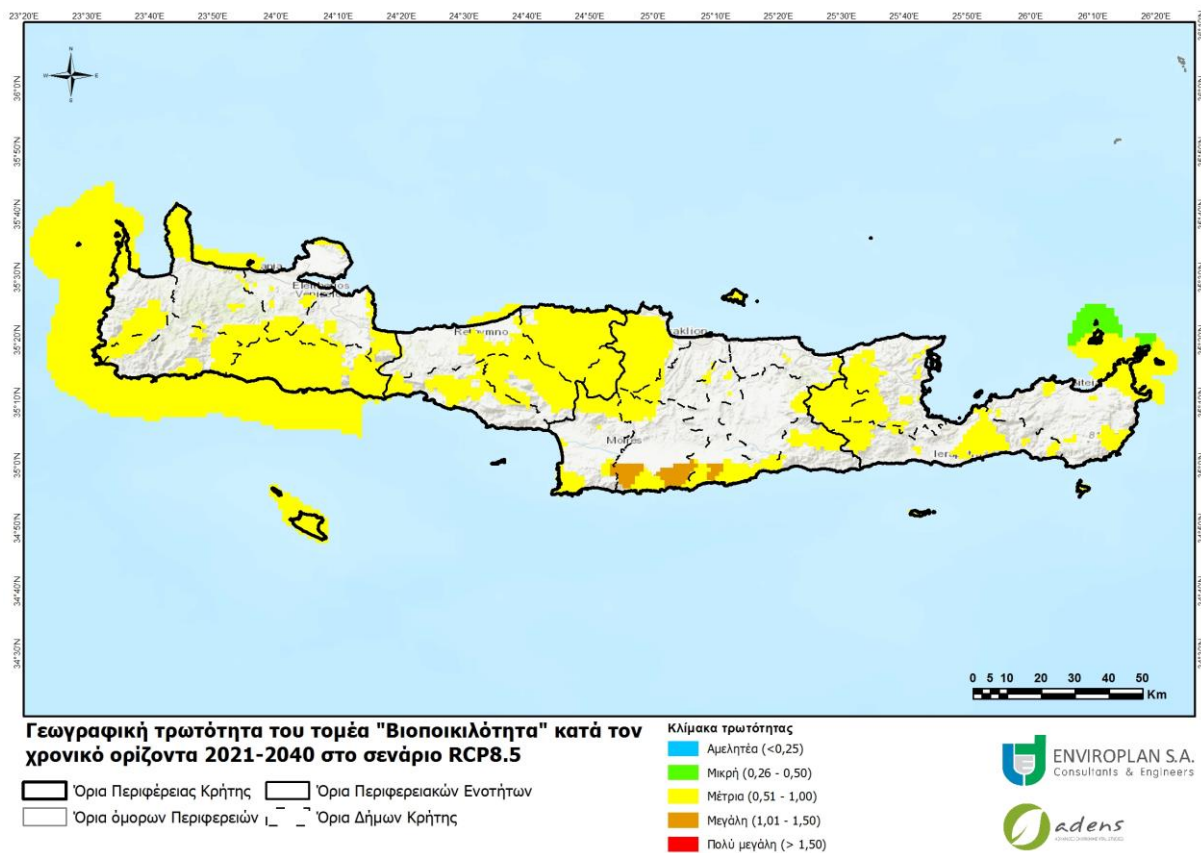 23°20'E 23°30'E 23°40'E 23°50'E 24°0'E 24°10'E 24°20'E 24°30'E 24°40'E 24°50'E 25°0'E 25°10'E 25°20'E 25°30'E 25°40'E 25°50'E 26°0'E 26°10'E 26°20'E
N
W E
S
36°0'N
35°50'N
35°40'N
35°30'N
35°20'N
35°10'N
35°0'N
34°50'N
34°40'N
34°30'N
Moires
0 5 10 20 30 40 50
Km
Γεωγραφική τρωτότητα του τομέα "Βιοποικιλότητα" κατά τον
χρονικό ορίζοντα 2021-2040 στο σενάριο RCP8.5
Όρια Περιφέρειας Κρήτης
Όρια Περιφερειακών Ενοτήτων
Όρια όμορων Περιφερειών
Όρια Δήμων Κρήτης
Κλίμακα τρωτότητας
Αμελητέα (<0,25)
Μικρή (0,26 - 0,50)
Μέτρια (0,51 - 1,00)
Μεγάλη (1,01 - 1,50)
Πολύ μεγάλη (> 1,50)
ENVIROPLAN S.A.
Consultants & Engineers
adens